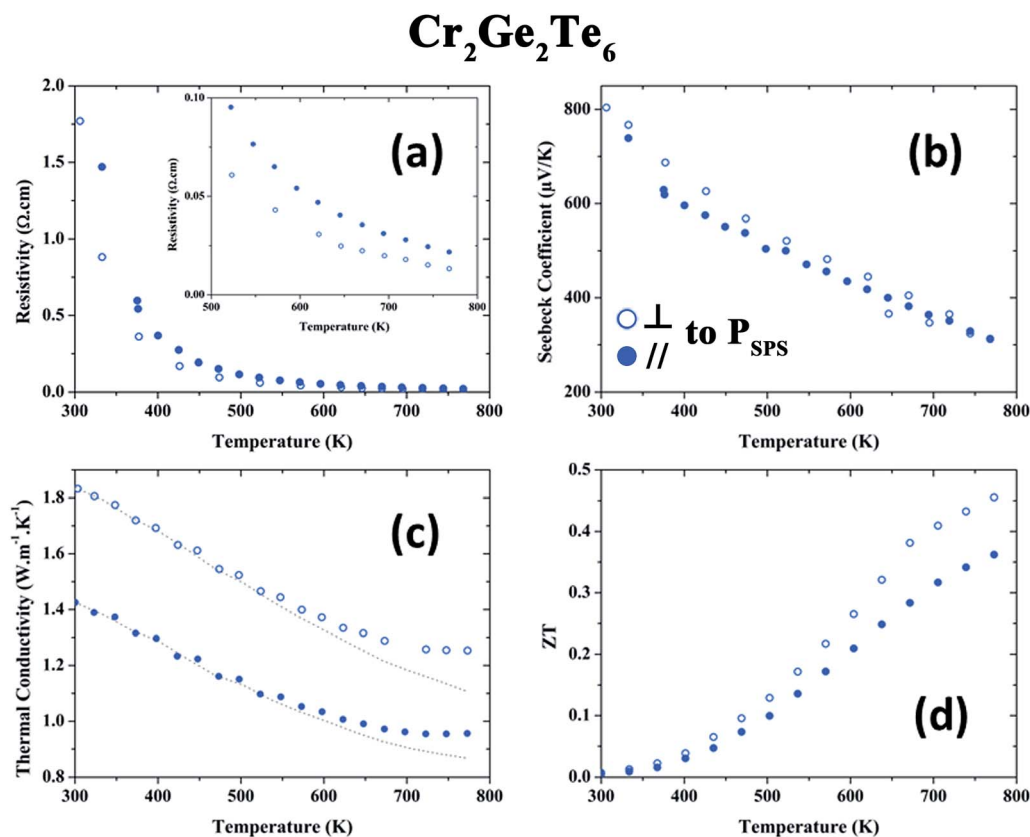 Cr₂Ge₂Te₆
2.0
1.5
1.0
0.5
0.0
Resistivity (Ω.cm)
300 400 500 600 700 800
Temperature (K)
0.10
0.05
0.00
Resistivity (Ω.cm)
500 600 700 800
Temperature (K)
(a)
800
600
400
200
Seebeck Coefficient (µV/K)
300 400 500 600 700 800
Temperature (K)
(b)
⊥ to P_SPS
//
1.8
1.6
1.4
1.2
1.0
0.8
Thermal Conductivity (W.m⁻¹.K⁻¹)
300 400 500 600 700 800
Temperature (K)
(c)
0.5
0.4
0.3
0.2
0.1
0.0
ZT
300 400 500 600 700 800
Temperature (K)
(d)